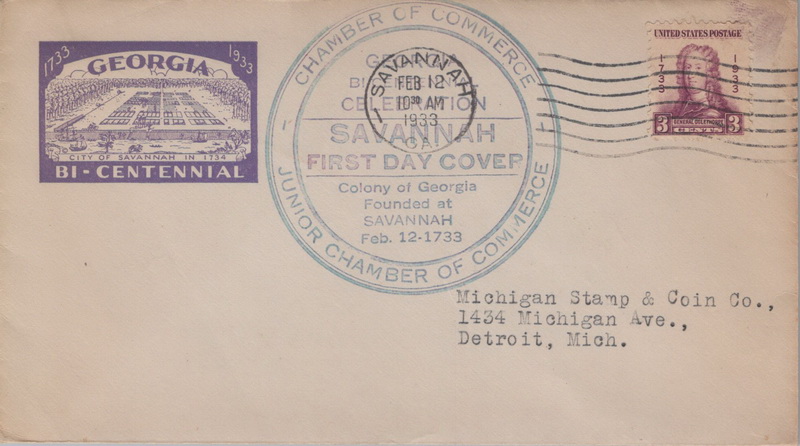 1733 GEORGIA 1933
CITY OF SAVANNAH IN 1734
BI-CENTENNIAL
CHAMBER OF COMMERCE
CELEBRATION
SAVANNAH
FIRST DAY COVER
Colony of Georgia
Founded at
SAVANNAH
Feb. 12-1733
JUNIOR CHAMBER OF COMMERCE
SAVANNAH
FEB 12
10 30 AM
1933
GA.
UNITED STATES POSTAGE
1733 1933
3 GENERAL OGLETHORPE 3
Michigan Stamp & Coin Co.,
1434 Michigan Ave.,
Detroit, Mich.